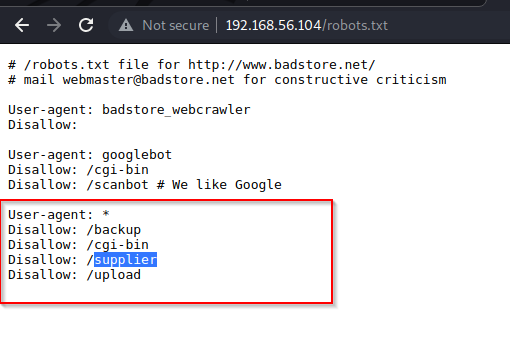 Not secure | 192.168.56.104/robots.txt
# /robots.txt file for http://www.badstore.net/
# mail webmaster@badstore.net for constructive criticism
User-agent: badstore_webcrawler
Disallow:
User-agent: googlebot
Disallow: /cgi-bin
Disallow: /scanbot # We like Google
User-agent: *
Disallow: /backup
Disallow: /cgi-bin
Disallow: /supplier
Disallow: /upload